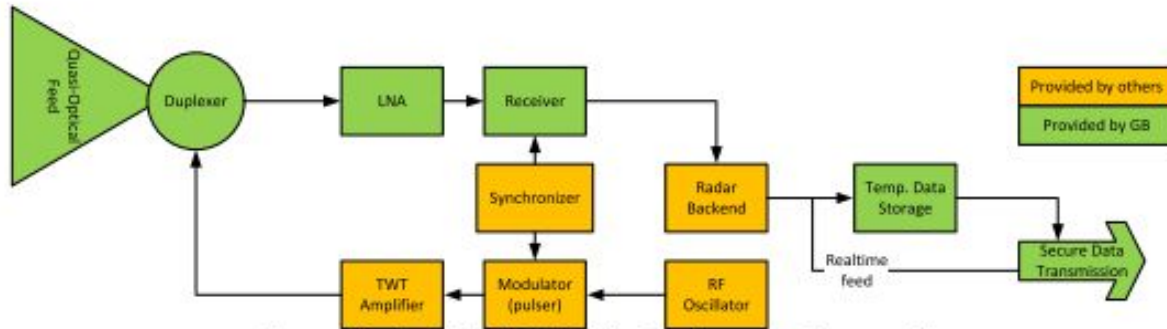 Quasi-Optical
Feed
Duplexer
LNA
Receiver
Provided by others
Provided by GB
Synchronizer
Radar
Backend
Temp. Data
Storage
Realtime
feed
Secure Data
Transmission
TWT
Amplifier
Modulator
(pulser)
RF
Oscillator